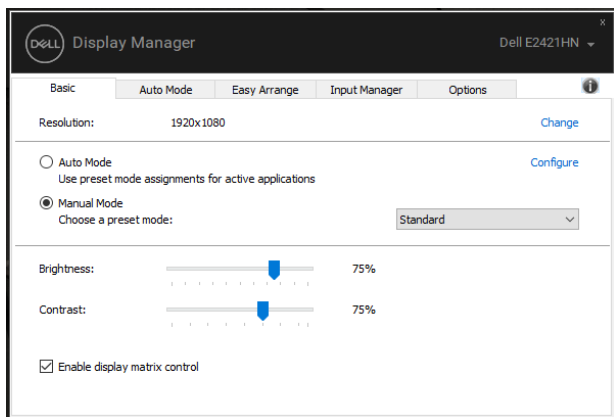 x
DELL Display Manager Dell E2421HN
Basic Auto Mode Easy Arrange Input Manager Options i
Resolution: 1920x1080 Change
Auto Mode Configure
Use preset mode assignments for active applications
Manual Mode
Choose a preset mode: Standard
Brightness: 75%
Contrast: 75%
Enable display matrix control